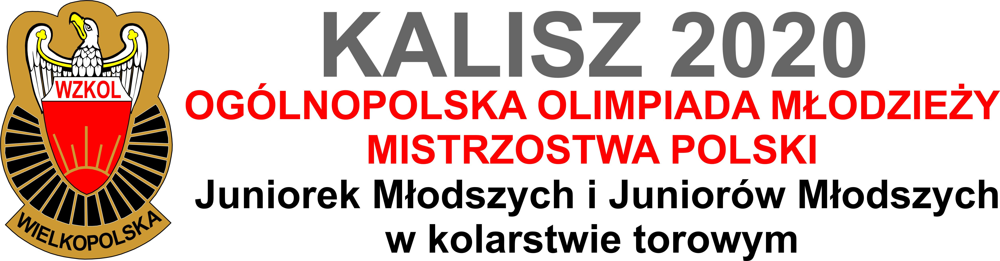 WZKOL
WIELKOPOLSKA
KALISZ 2020
OGÓLNOPOLSKA OLIMPIADA MŁODZIEŻY
MISTRZOSTWA POLSKI
Juniorek Młodszych i Juniorów Młodszych
w kolarstwie torowym